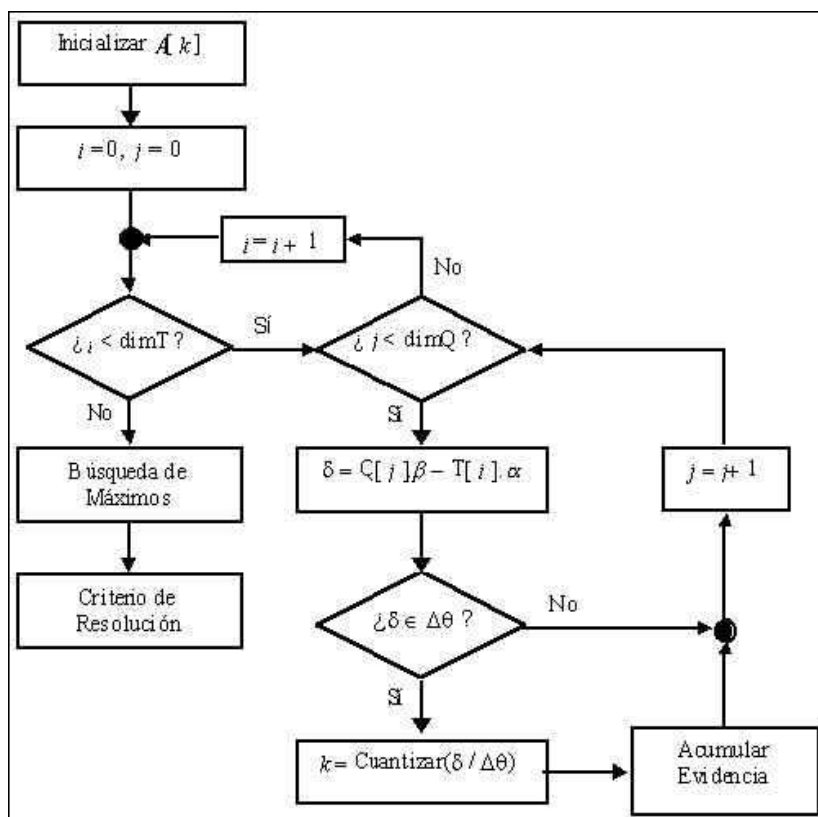 Inicializar A[k]
i=0, j = 0
i= i + 1
No
¿i < dimT ?
Sí
¿ j < dimQ ?
No
Sí
Búsqueda de
Máximos
δ = Q[ j ].β – T[ i ].α
j = j+ 1
Criterio de
Resolución
¿δ ∈ Δθ ?
No
Sí
k = Cuantizar(δ / Δθ)
Acumular
Evidencia